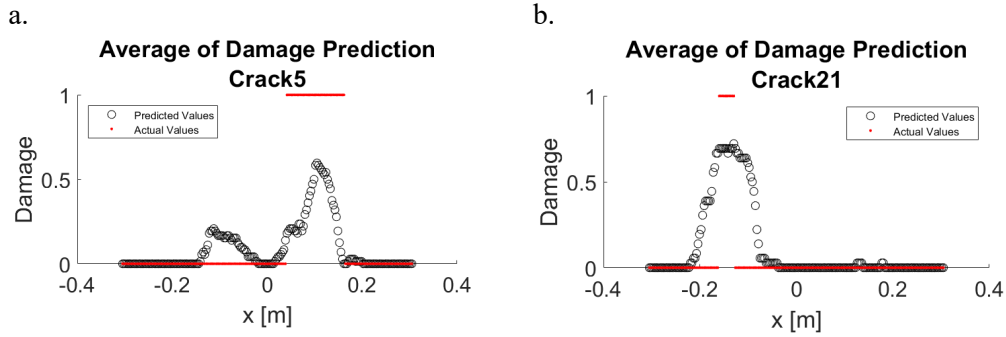 a.
Average of Damage Prediction
Crack5
Predicted Values
Actual Values
1
0.5
0
Damage
-0.4
-0.2
0
0.2
0.4
x [m]
b.
Average of Damage Prediction
Crack21
Predicted Values
Actual Values
1
0.5
0
Damage
-0.4
-0.2
0
0.2
0.4
x [m]